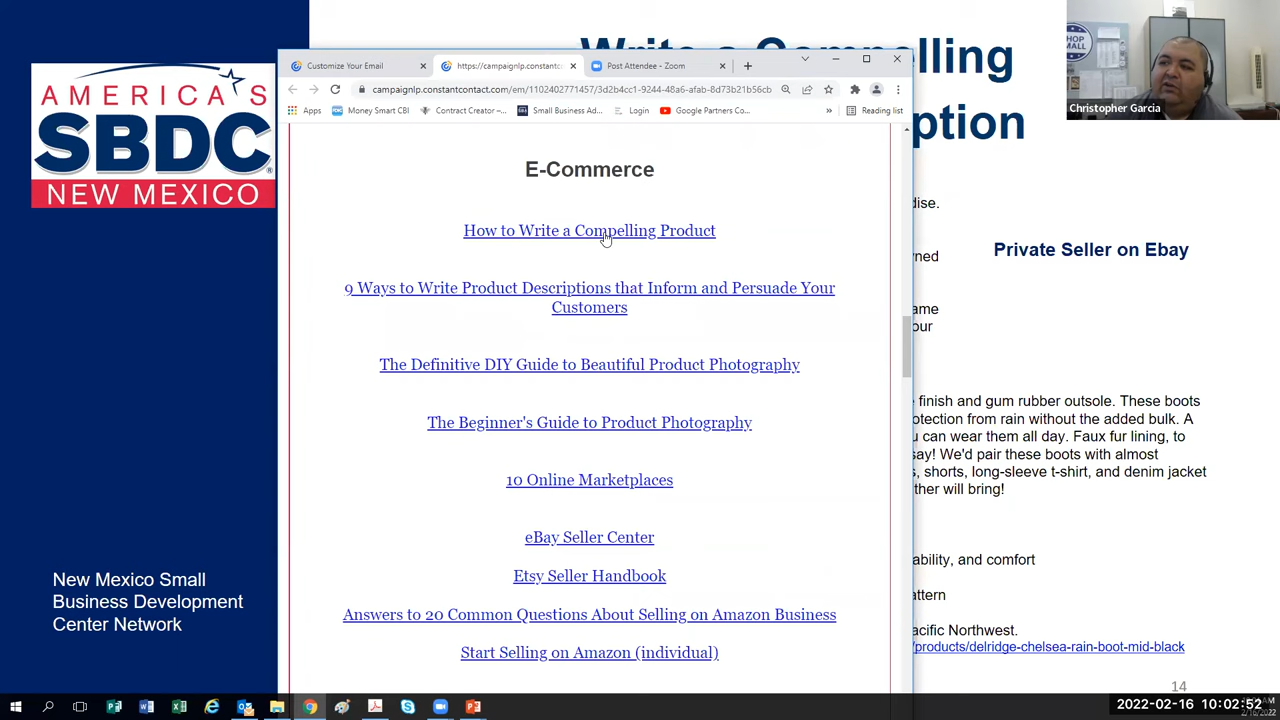 Write a Compelling
ption
AMERICA'S
SBDC
NEW MEXICO
New Mexico Small
Business Development
Center Network
SHOP
MALL
Christopher Garcia
Customize Your Email
https://campaignlp.constantco
Post Attendee - Zoom
campaignlp.constantcontact.com/em/1102402771457/3d2b4cc1-9244-48a6-afab-8d73b21b56cb
Apps
Money Smart CBI
Contract Creator –...
Small Business Ad...
Login
Google Partners Co...
»
Reading list
E-Commerce
How to Write a Compelling Product
9 Ways to Write Product Descriptions that Inform and Persuade Your
Customers
The Definitive DIY Guide to Beautiful Product Photography
The Beginner's Guide to Product Photography
10 Online Marketplaces
eBay Seller Center
Etsy Seller Handbook
Answers to 20 Common Questions About Selling on Amazon Business
Start Selling on Amazon (individual)
dise.
Private Seller on Ebay
ned
ame
our
finish and gum rubber outsole. These boots
otection from rain without the added bulk. A
u can wear them all day. Faux fur lining, to
say! We'd pair these boots with almost
s, shorts, long-sleeve t-shirt, and denim jacket
ther will bring!
ability, and comfort
attern
acific Northwest.
/products/delridge-chelsea-rain-boot-mid-black
14
2022-02-16 10:02:52